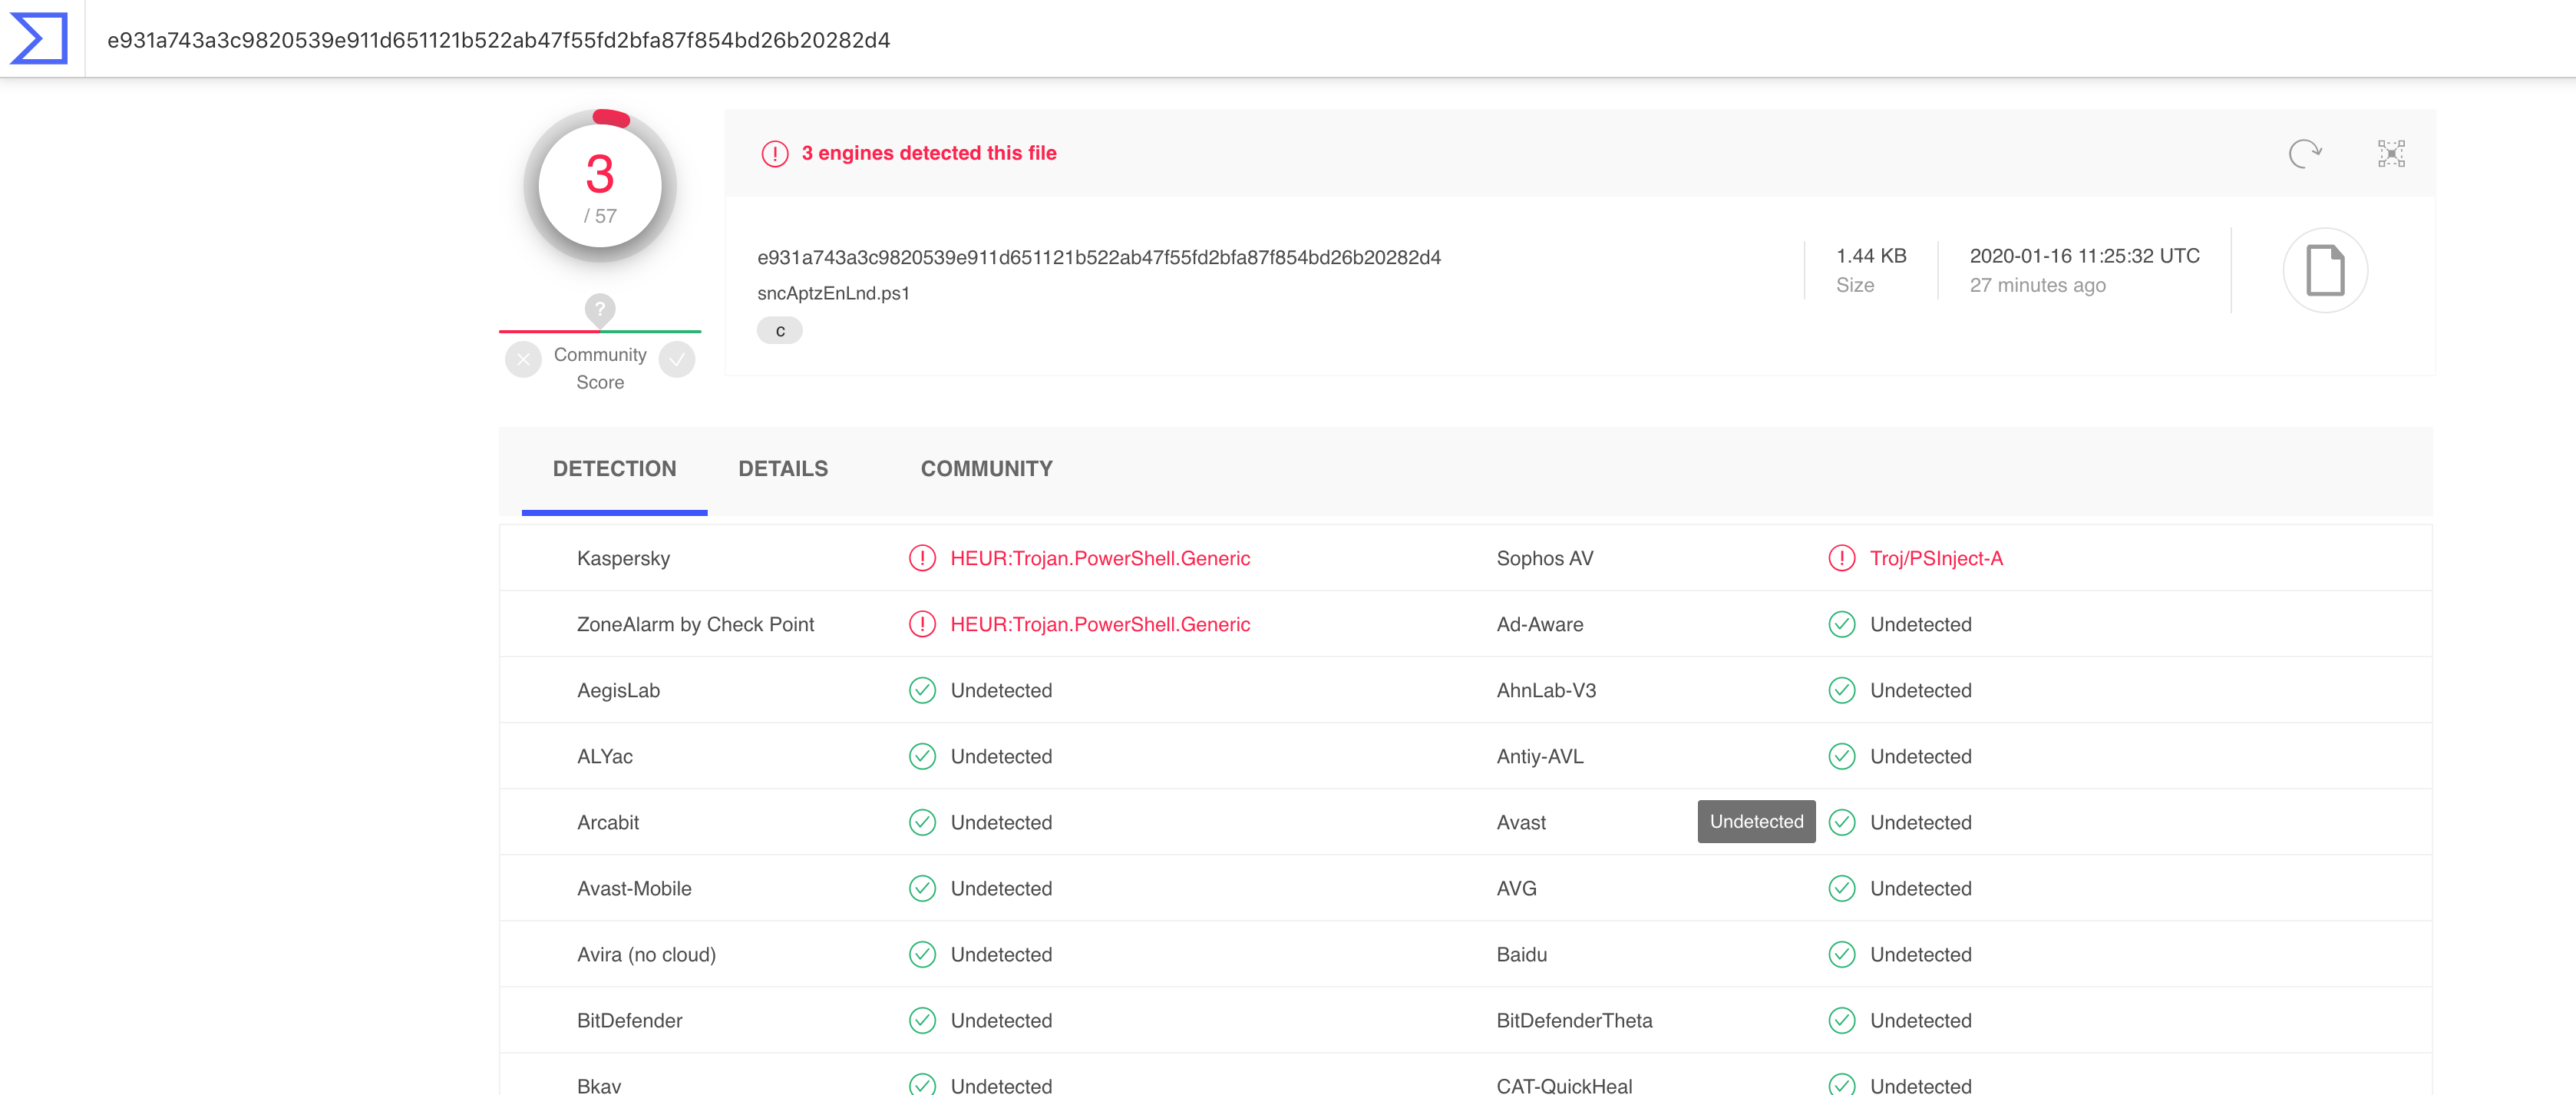 e931a743a3c9820539e911d651121b522ab47f55fd2bfa87f854bd26b20282d4
3
/ 57
3 engines detected this file
e931a743a3c9820539e911d651121b522ab47f55fd2bfa87f854bd26b20282d4
sncAptzEnLnd.ps1
c
1.44 KB
Size
2020-01-16 11:25:32 UTC
27 minutes ago
?
Community
Score
DETECTION DETAILS COMMUNITY
Kaspersky HEUR:Trojan.PowerShell.Generic Sophos AV Troj/PSInject-A
ZoneAlarm by Check Point HEUR:Trojan.PowerShell.Generic Ad-Aware Undetected
AegisLab Undetected AhnLab-V3 Undetected
ALYac Undetected Antiy-AVL Undetected
Arcabit Undetected Avast Undetected Undetected
Avast-Mobile Undetected AVG Undetected
Avira (no cloud) Undetected Baidu Undetected
BitDefender Undetected BitDefenderTheta Undetected
Bkav Undetected CAT-QuickHeal Undetected